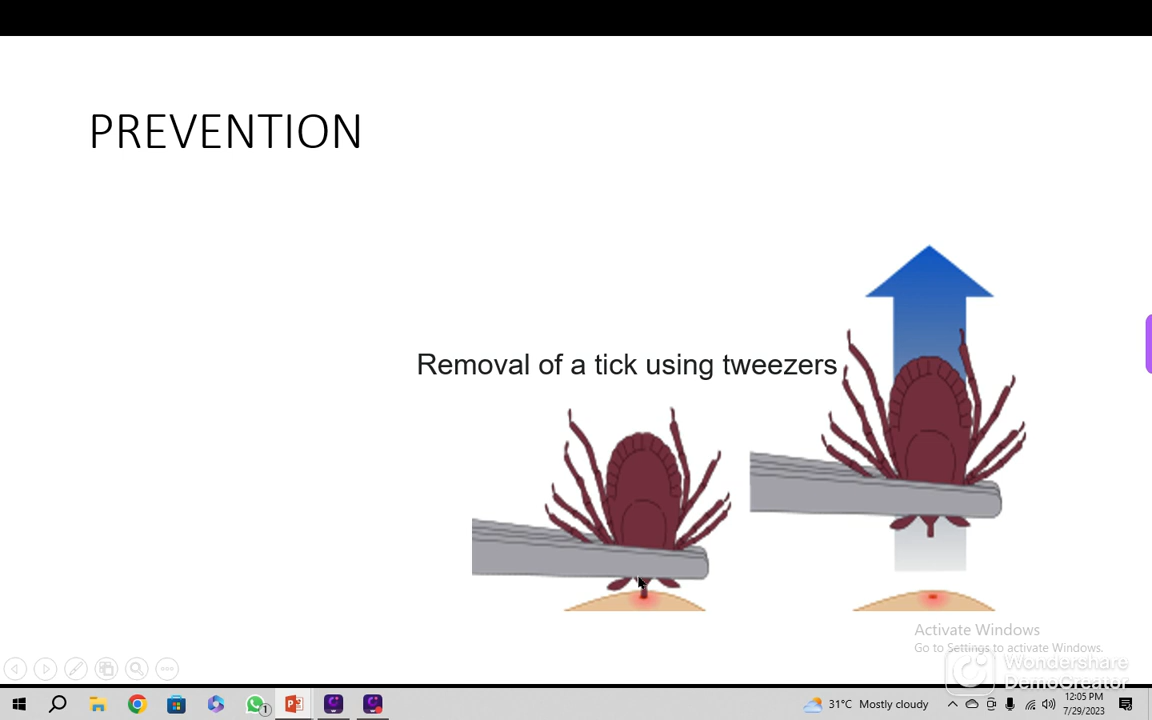 PREVENTION
Removal of a tick using tweezers
Activate Windows
Go to Settings to activate Windows.
Wondershare
DemoCreator
1
31°C Mostly cloudy
12:05 PM
7/29/2023